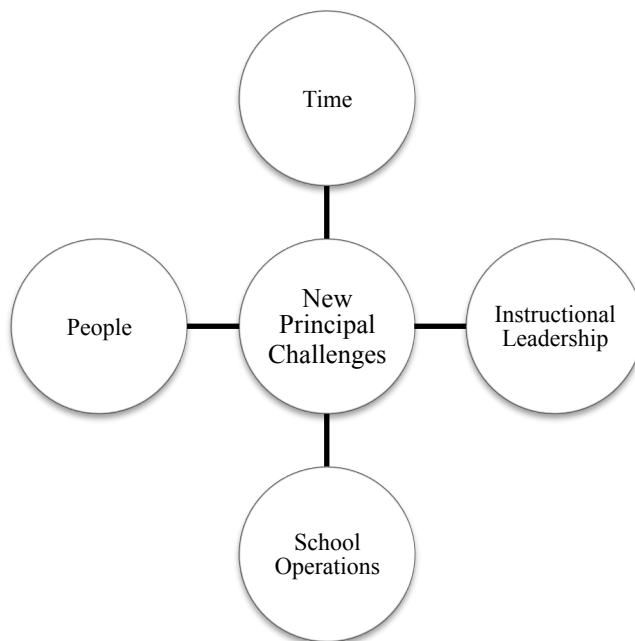 Time
People
New
Principal
Challenges
Instructional
Leadership
School
Operations